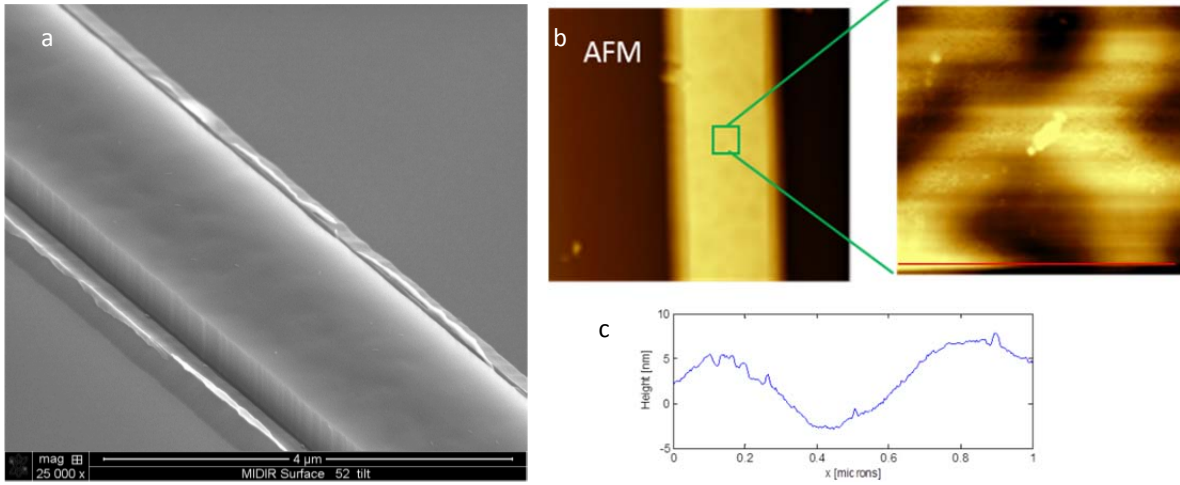 a
mag
25 000 x
4 µm
MIDIR Surface 52 tilt
b
AFM
c
Height [nm]
10
5
0
-5
0
0.2
0.4
0.6
0.8
1
x [microns]